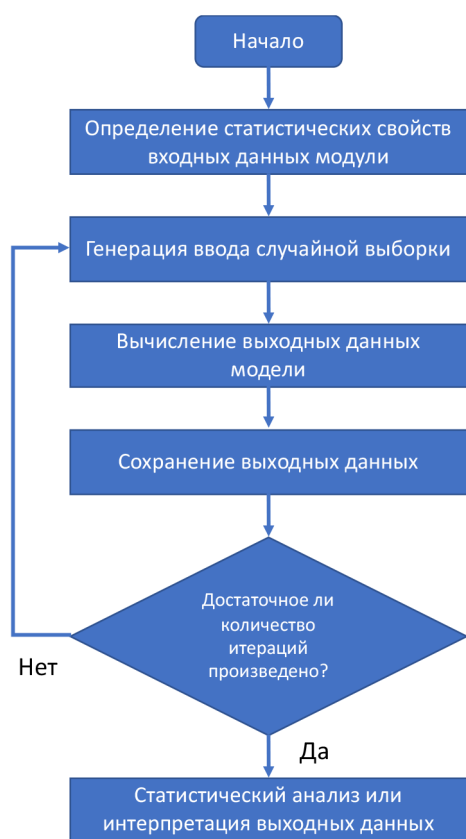 Начало
Определение статистических свойств
входных данных модули
Генерация ввода случайной выборки
Вычисление выходных данных
модели
Сохранение выходных данных
Достаточное ли
количество
итераций
произведено?
Нет
Да
Статистический анализ или
интерпретация выходных данных